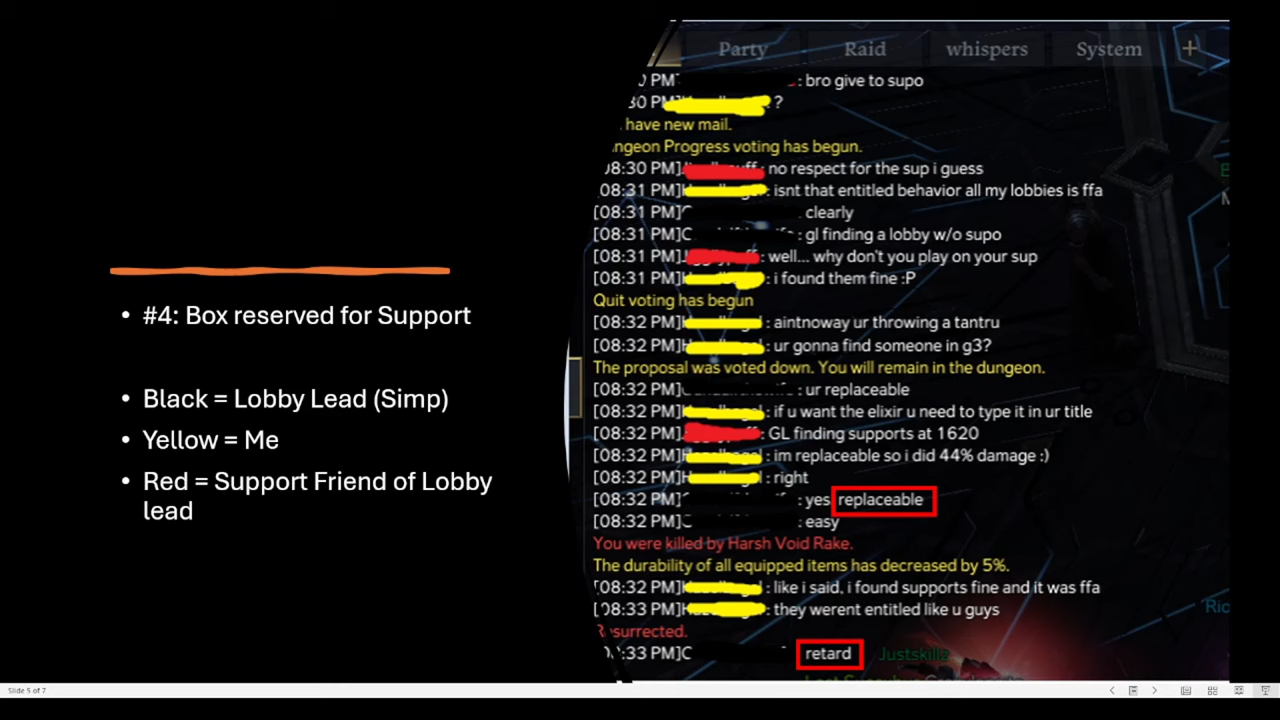 #4: Box reserved for Support
Black = Lobby Lead (Simp)
Yellow = Me
Red = Support Friend of Lobby
lead
Party Raid whispers System +
PM : bro give to supo
30 PM] ?
have new mail.
ngeon Progress voting has begun.
08:30 PM] : no respect for the sup i guess
[08:31 PM] : isnt that entitled behavior all my lobbies is ffa
[08:31 PM] clearly
[08:31 PM] : gl finding a lobby w/o supo
[08:31 PM] : well... why don't you play on your sup
[08:31 PM] : i found them fine :P
Quit voting has begun
[08:32 PM] : aintnoway ur throwing a tantru
[08:32 PM] : ur gonna find someone in g3?
The proposal was voted down. You will remain in the dungeon.
[08:32 PM] : ur replaceable
[08:32 PM] : if u want the elixir u need to type it in ur title
[08:32 PM] : GL finding supports at 1620
[08:32 PM] : im replaceable so i did 44% damage :)
[08:32 PM] : right
[08:32 PM] : yes replaceable
[08:32 PM] : easy
You were killed by Harsh Void Rake.
The durability of all equipped items has decreased by 5%.
[08:32 PM] : like i said, i found supports fine and it was ffa
[08:33 PM] : they werent entitled like u guys
Resurrected.
:33 PM] retard
Slide 5 of 7